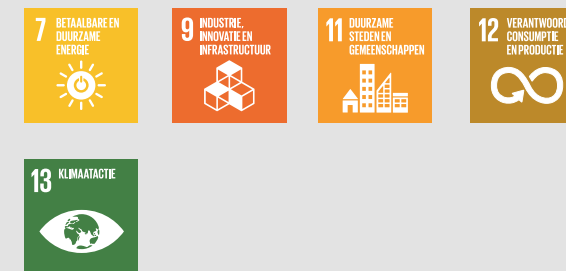 7 BETAALBARE EN
DUURZAME
ENERGIE
9 INDUSTRIE,
INNOVATIE EN
INFRASTRUCTUUR
11 DUURZAME
STEDEN EN
GEMEENSCHAPPEN
12
CONSUMPTIE
EN PRODUCTIE
13 KLIMAATACTIE